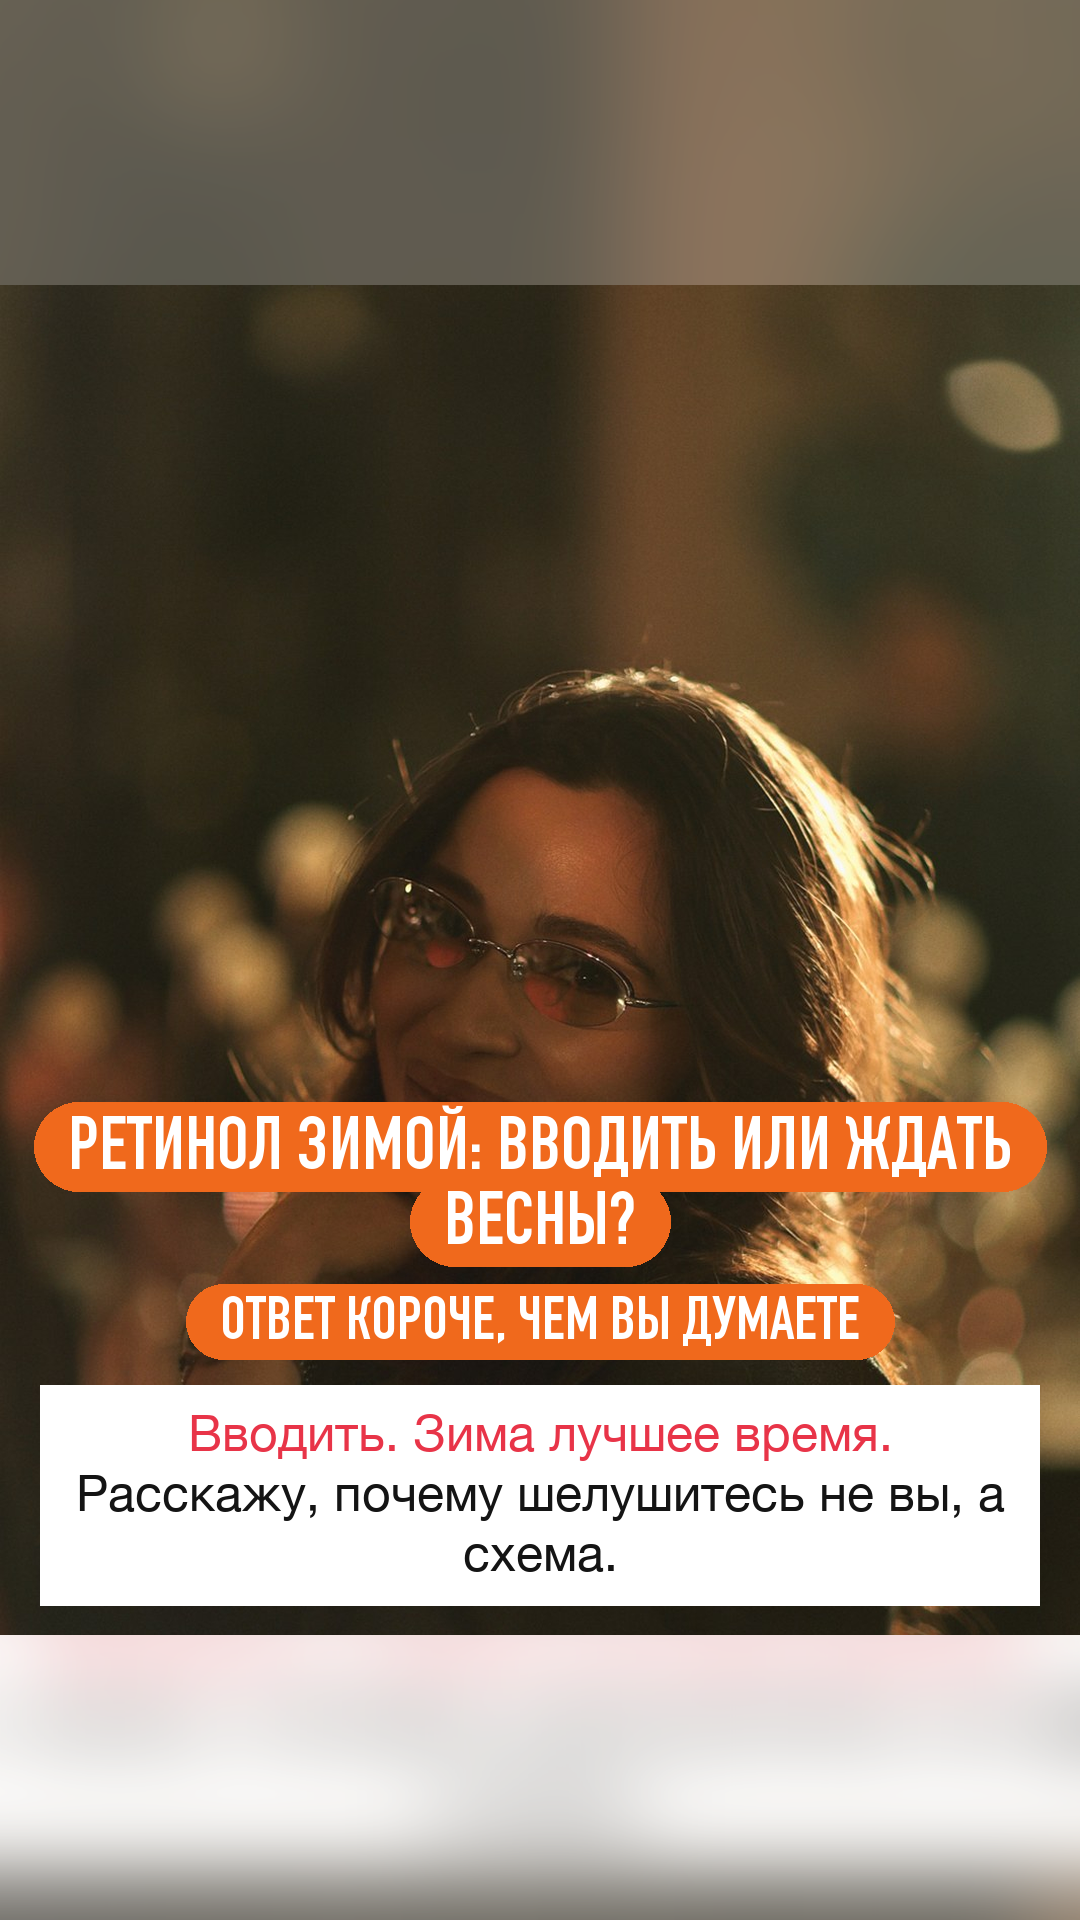 РЕТИНОЛ ЗИМОЙ: ВВОДИТЬ ИЛИ ЖДАТЬ
ВЕСНЫ?
ОТВЕТ КОРОЧЕ, ЧЕМ ВЫ ДУМАЕТЕ
Вводить. Зима лучшее время.
Расскажу, почему шелушитесь не вы, а
схема.